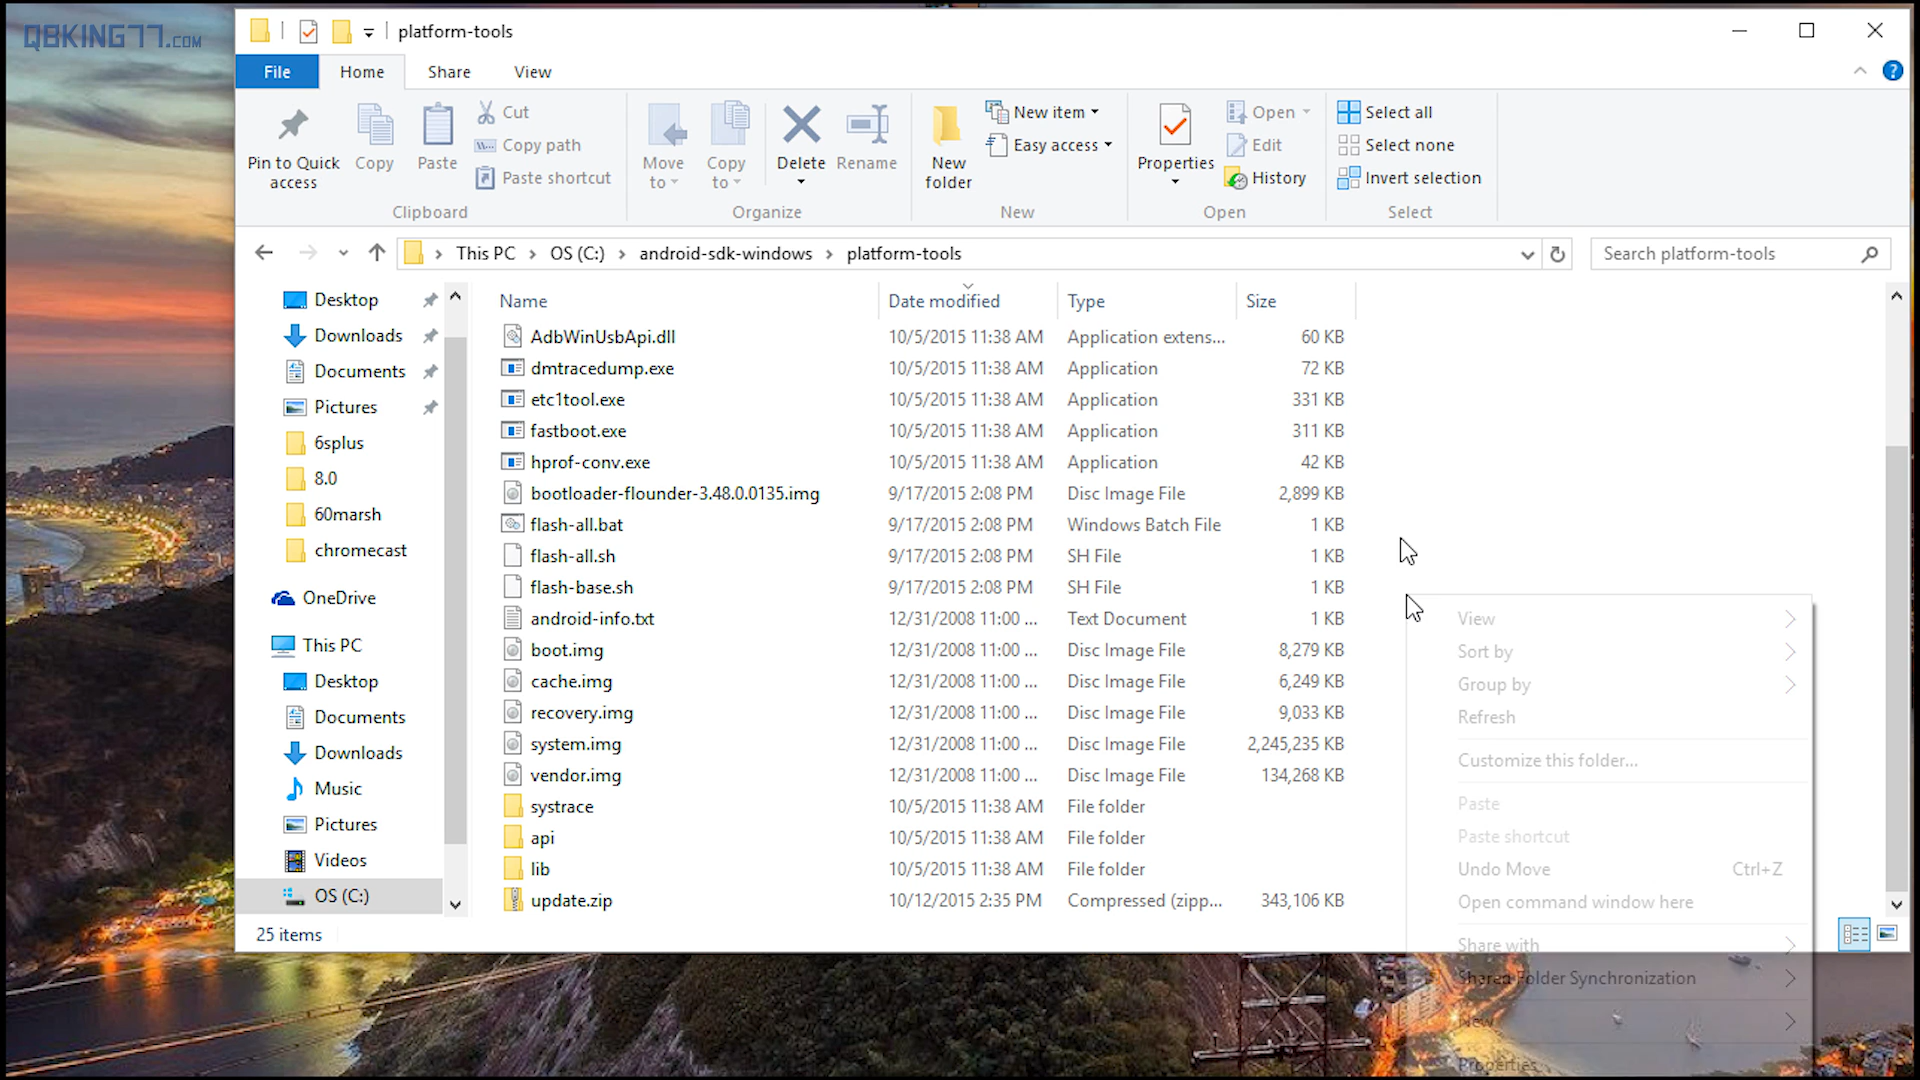 QBKING77.COM
platform-tools
File Home Share View
Pin to Quick access
Copy
Paste
Cut
Copy path
Paste shortcut
Clipboard
Move to
Copy to
Delete
Rename
Organize
New folder
New item
Easy access
New
Properties
Open
Edit
History
Open
Select all
Select none
Invert selection
Select
This PC OS (C:) android-sdk-windows platform-tools
Search platform-tools
Desktop
Downloads
Documents
Pictures
6splus
8.0
60marsh
chromecast
OneDrive
This PC
Desktop
Documents
Downloads
Music
Pictures
Videos
OS (C:)
Name Date modified Type Size
AdbWinUsbApi.dll 10/5/2015 11:38 AM Application extens... 60 KB
dmtracedump.exe 10/5/2015 11:38 AM Application 72 KB
etc1tool.exe 10/5/2015 11:38 AM Application 331 KB
fastboot.exe 10/5/2015 11:38 AM Application 311 KB
hprof-conv.exe 10/5/2015 11:38 AM Application 42 KB
bootloader-flounder-3.48.0.0135.img 9/17/2015 2:08 PM Disc Image File 2,899 KB
flash-all.bat 9/17/2015 2:08 PM Windows Batch File 1 KB
flash-all.sh 9/17/2015 2:08 PM SH File 1 KB
flash-base.sh 9/17/2015 2:08 PM SH File 1 KB
android-info.txt 12/31/2008 11:00 ... Text Document 1 KB
boot.img 12/31/2008 11:00 ... Disc Image File 8,279 KB
cache.img 12/31/2008 11:00 ... Disc Image File 6,249 KB
recovery.img 12/31/2008 11:00 ... Disc Image File 9,033 KB
system.img 12/31/2008 11:00 ... Disc Image File 2,245,235 KB
vendor.img 12/31/2008 11:00 ... Disc Image File 134,268 KB
systrace 10/5/2015 11:38 AM File folder
api 10/5/2015 11:38 AM File folder
lib 10/5/2015 11:38 AM File folder
update.zip 10/12/2015 2:35 PM Compressed (zipp... 343,106 KB
View
Sort by
Group by
Refresh
Customize this folder...
Paste
Paste shortcut
Undo Move Ctrl+Z
Open command window here
Share with
Shared Folder Synchronization
New
Properties
25 items